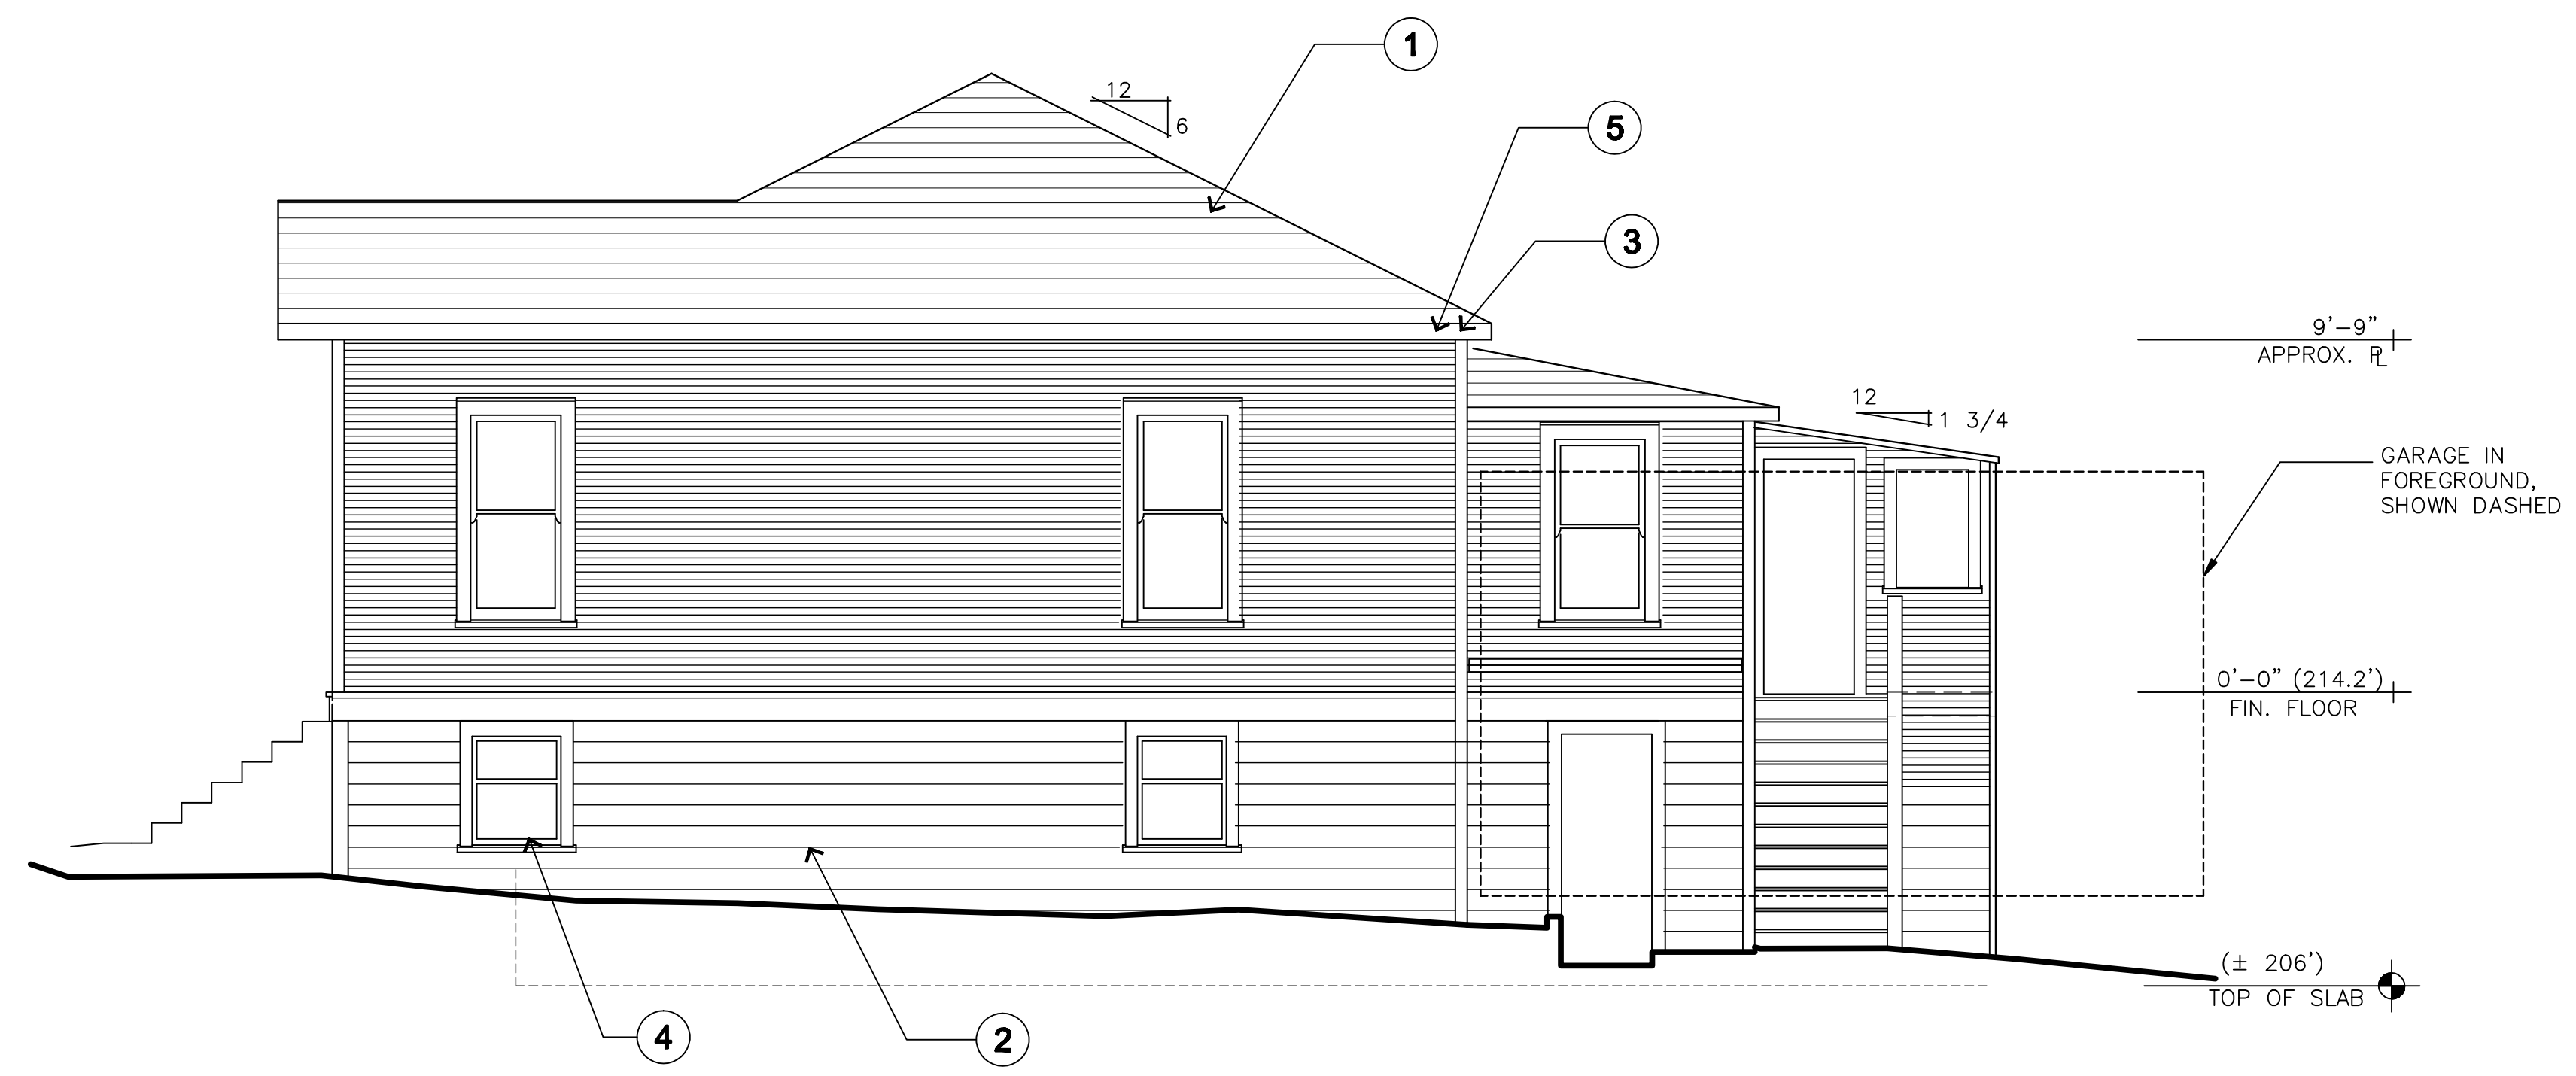 1
12
6
5
3
9'-9"
APPROX. PL
12
1 3/4
GARAGE IN
FOREGROUND,
SHOWN DASHED
0'-0" (214.2')
FIN. FLOOR
(± 206')
TOP OF SLAB
4
2